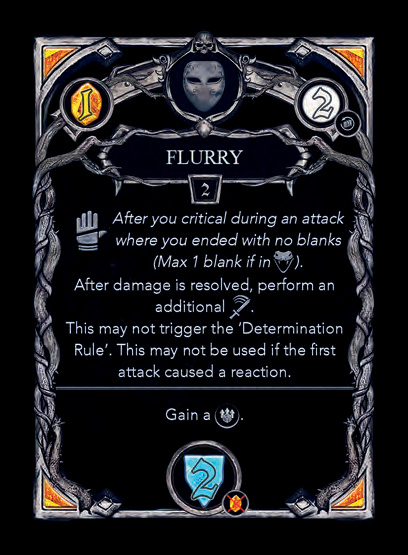 1
2
FLURRY
2
After you critical during an attack
where you ended with no blanks
(Max 1 blank if in ).
After damage is resolved, perform an
additional .
This may not trigger the ‘Determination
Rule’. This may not be used if the first
attack caused a reaction.
Gain a .
2